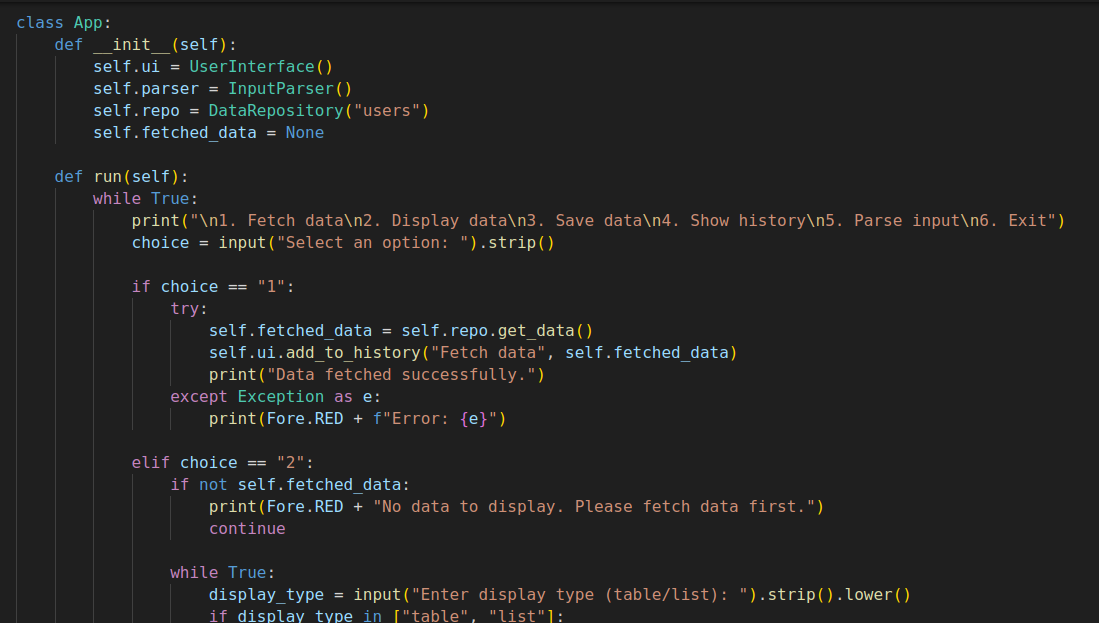 class App:
    def __init__(self):
        self.ui = UserInterface()
        self.parser = InputParser()
        self.repo = DataRepository("users")
        self.fetched_data = None

    def run(self):
        while True:
            print("\n1. Fetch data\n2. Display data\n3. Save data\n4. Show history\n5. Parse input\n6. Exit")
            choice = input("Select an option: ").strip()

            if choice == "1":
                try:
                    self.fetched_data = self.repo.get_data()
                    self.ui.add_to_history("Fetch data", self.fetched_data)
                    print("Data fetched successfully.")
                except Exception as e:
                    print(Fore.RED + f"Error: {e}")

            elif choice == "2":
                if not self.fetched_data:
                    print(Fore.RED + "No data to display. Please fetch data first.")
                    continue

                while True:
                    display_type = input("Enter display type (table/list): ").strip().lower()
                    if display_type in ["table", "list"]: